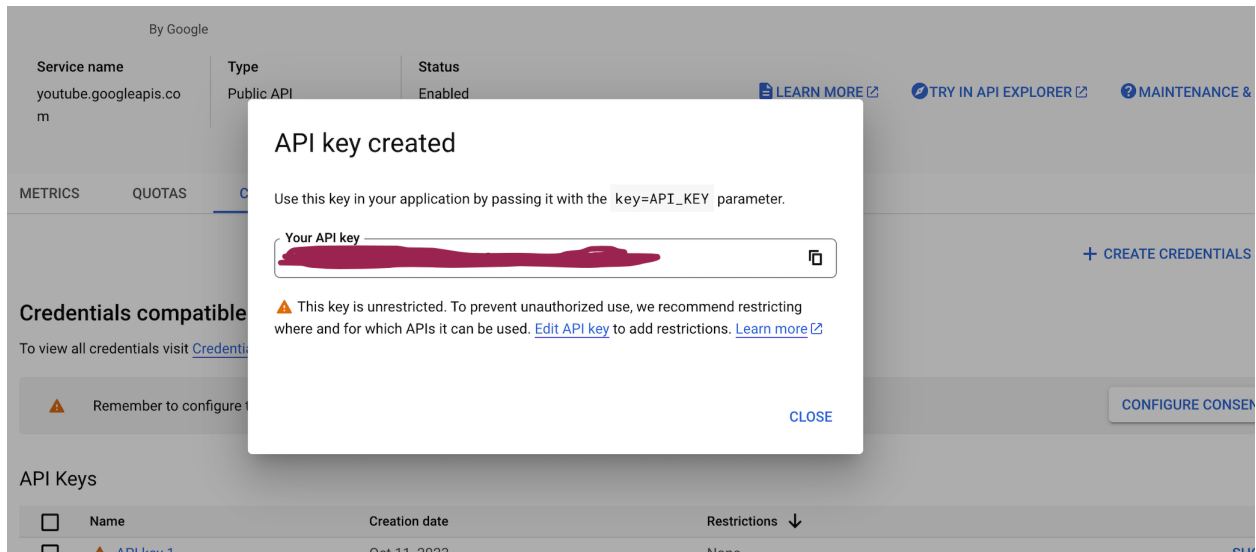 By Google
Service name
Type
Status
youtube.googleapis.co
m
Public API
Enabled
LEARN MORE
TRY IN API EXPLORER
MAINTENANCE &
API key created
METRICS
QUOTAS
C
Use this key in your application by passing it with the key=API_KEY parameter.
Your API key
+ CREATE CREDENTIALS
Credentials compatible
This key is unrestricted. To prevent unauthorized use, we recommend restricting
where and for which APIs it can be used. Edit API key to add restrictions. Learn more
To view all credentials visit Credenti
Remember to configure t
CONFIGURE CONSEN
CLOSE
API Keys
Name
Creation date
Restrictions
API key 1
None